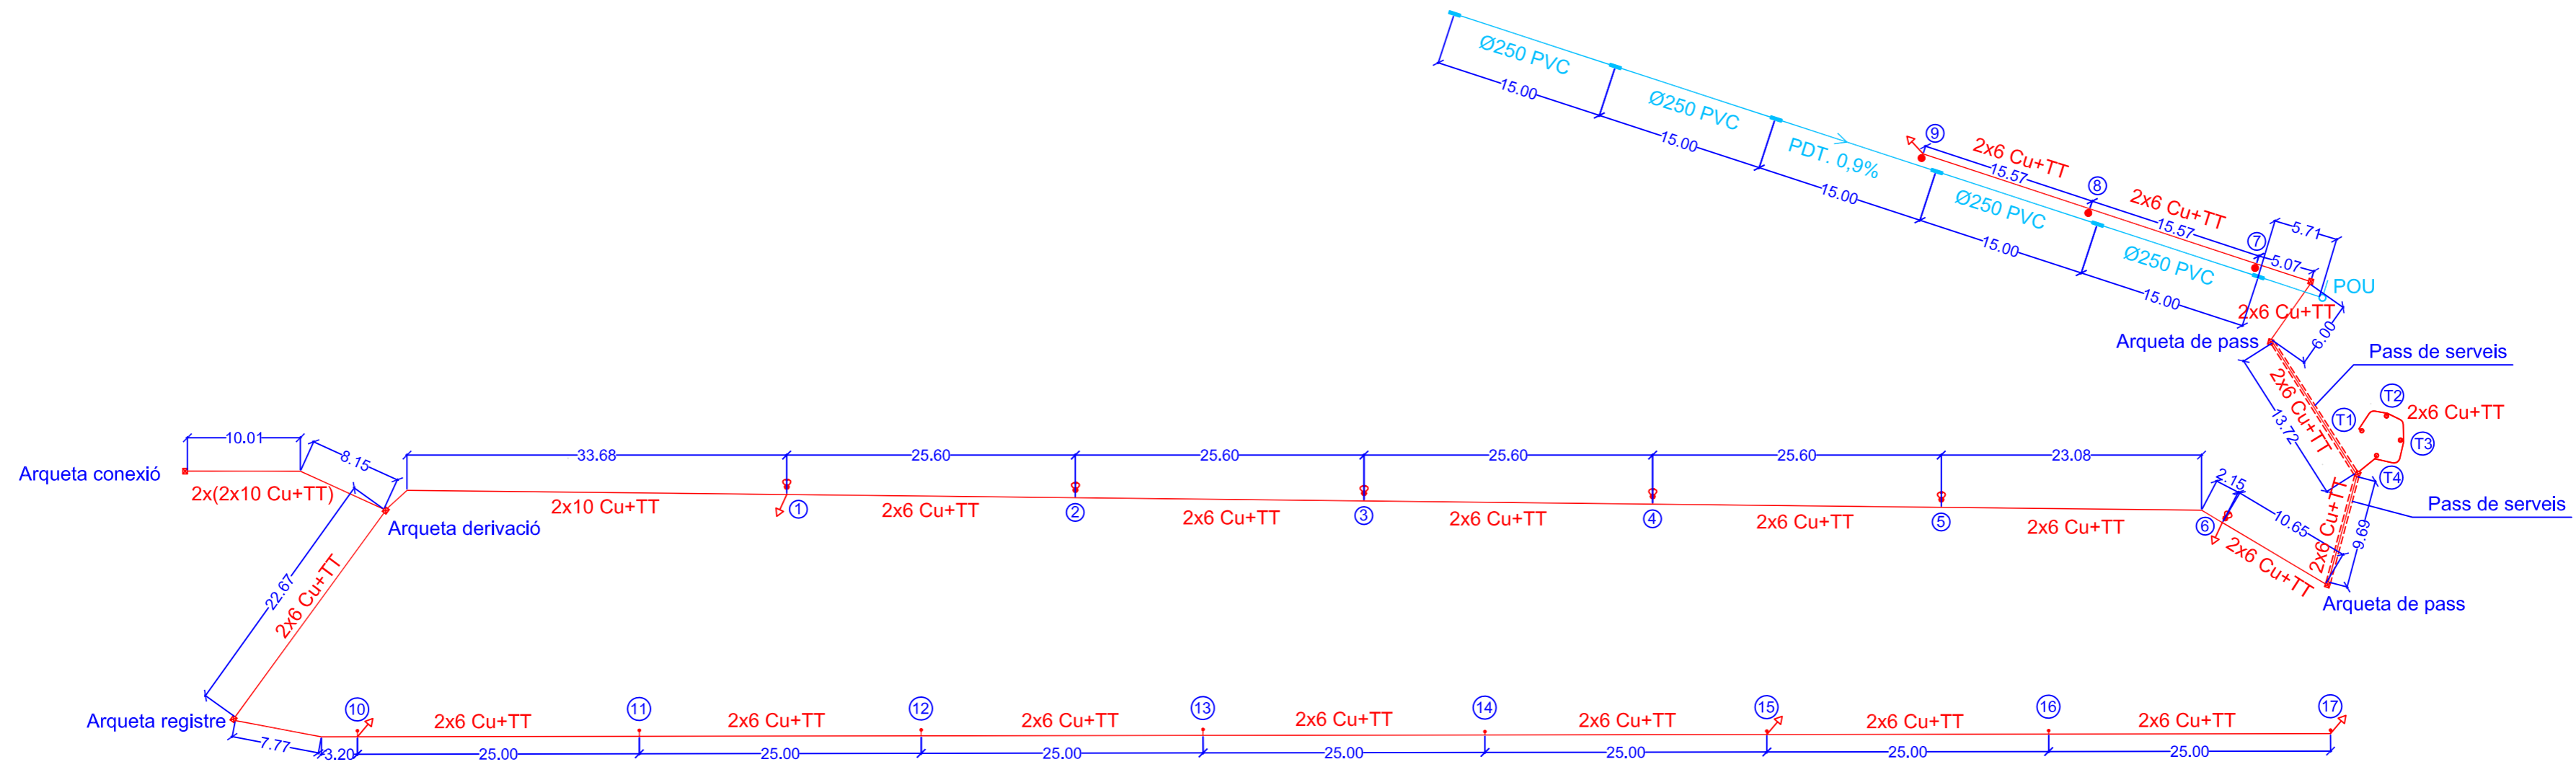 Ø250 PVC
15.00
Ø250 PVC
15.00
PDT. 0,9%
15.00
Ø250 PVC
15.00
Ø250 PVC
15.00
9
2x6 Cu+TT
15.57
8
2x6 Cu+TT
15.57
7
5.71
5.07
POU
2x6 Cu+TT
6.00
Arqueta de pass
Pass de serveis
2x6 Cu+TT
13.72
T1
T2
2x6 Cu+TT
T3
T4
Pass de serveis
2x6 Cu+TT
9.69
Arqueta conexió
10.01
8.15
2x(2x10 Cu+TT)
Arqueta derivació
33.68
25.60
25.60
25.60
25.60
23.08
2.15
10.65
2x10 Cu+TT
1
2x6 Cu+TT
2
2x6 Cu+TT
3
2x6 Cu+TT
4
2x6 Cu+TT
5
2x6 Cu+TT
6
2x6 Cu+TT
Arqueta de pass
22.67
2x6 Cu+TT
Arqueta registre
7.77
3.20
10
2x6 Cu+TT
11
2x6 Cu+TT
12
2x6 Cu+TT
13
2x6 Cu+TT
14
2x6 Cu+TT
15
2x6 Cu+TT
16
2x6 Cu+TT
17
25.00
25.00
25.00
25.00
25.00
25.00
25.00